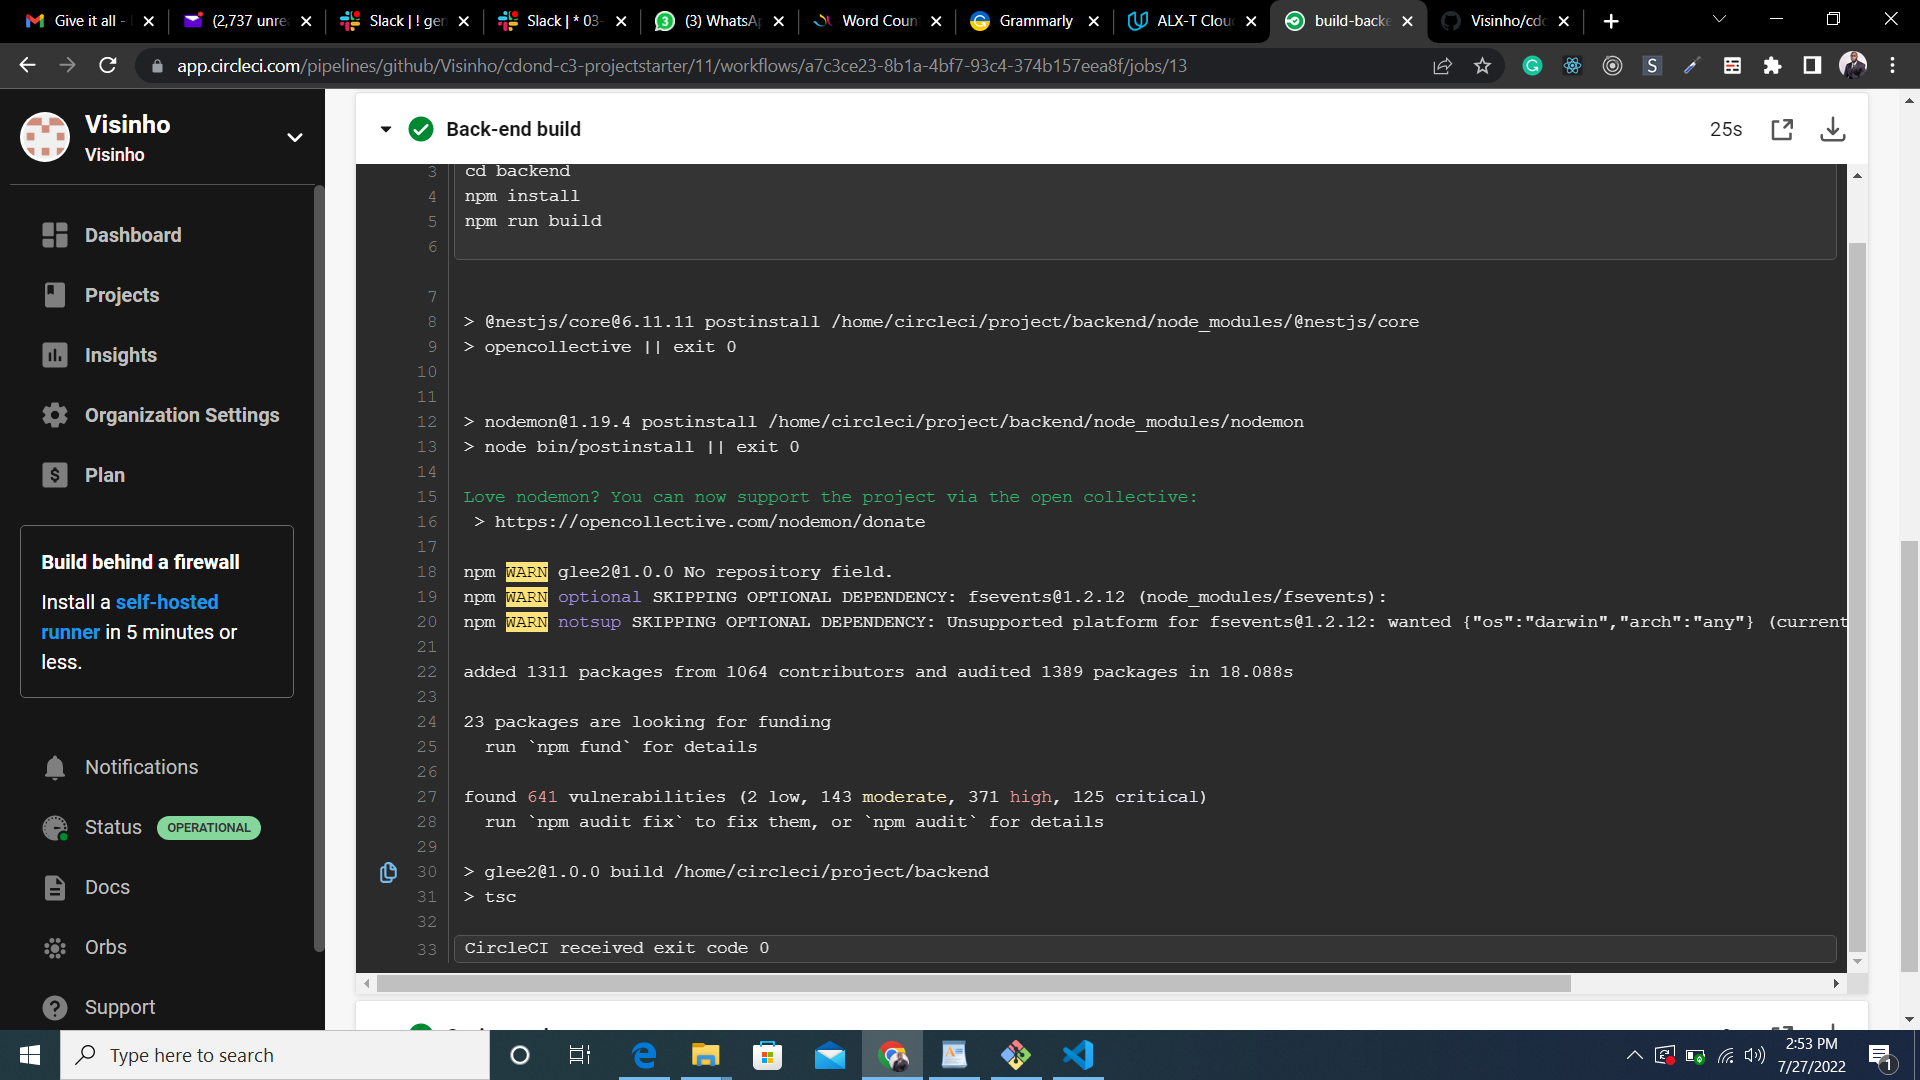 Give it all -
(2,737 unre
Slack | ! gen
Slack | * 03-
(3) WhatsAp
Word Coun
Grammarly
ALX-T Clou
build-backe
Visinho/cdo
app.circleci.com/pipelines/github/Visinho/cdond-c3-projectstarter/11/workflows/a7c3ce23-8b1a-4bf7-93c4-374b157eea8f/jobs/13
Visinho
Visinho
Dashboard
Projects
Insights
Organization Settings
Plan
Build behind a firewall
Install a self-hosted
runner in 5 minutes or
less.
Notifications
Status OPERATIONAL
Docs
Orbs
Support
Back-end build
25s
3 cd backend
4 npm install
5 npm run build
6
7
8 > @nestjs/core@6.11.11 postinstall /home/circleci/project/backend/node_modules/@nestjs/core
9 > opencollective || exit 0
10
11
12 > nodemon@1.19.4 postinstall /home/circleci/project/backend/node_modules/nodemon
13 > node bin/postinstall || exit 0
14
15 Love nodemon? You can now support the project via the open collective:
16 > https://opencollective.com/nodemon/donate
17
18 npm WARN glee2@1.0.0 No repository field.
19 npm WARN optional SKIPPING OPTIONAL DEPENDENCY: fsevents@1.2.12 (node_modules/fsevents):
20 npm WARN notsup SKIPPING OPTIONAL DEPENDENCY: Unsupported platform for fsevents@1.2.12: wanted {"os":"darwin","arch":"any"} (current
21
22 added 1311 packages from 1064 contributors and audited 1389 packages in 18.088s
23
24 23 packages are looking for funding
25 run `npm fund` for details
26
27 found 641 vulnerabilities (2 low, 143 moderate, 371 high, 125 critical)
28 run `npm audit fix` to fix them, or `npm audit` for details
29
30 > glee2@1.0.0 build /home/circleci/project/backend
31 > tsc
32
33 CircleCI received exit code 0
Type here to search
2:53 PM
7/27/2022
1